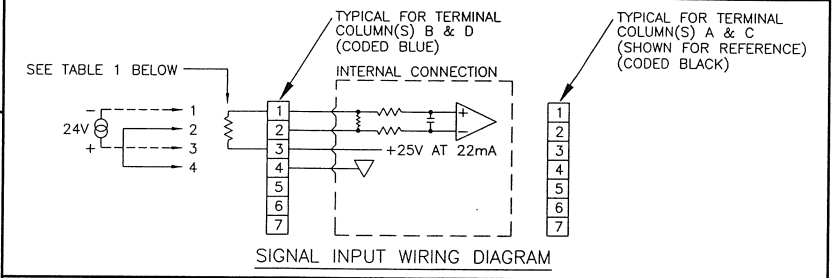 TYPICAL FOR TERMINAL
COLUMN(S) B & D
(CODED BLUE)
TYPICAL FOR TERMINAL
COLUMN(S) A & C
(SHOWN FOR REFERENCE)
(CODED BLACK)
SEE TABLE 1 BELOW
INTERNAL CONNECTION
24V
-
+
1
2
3
4
1
2
3
4
5
6
7
+
-
+25V AT 22mA
1
2
3
4
5
6
7
SIGNAL INPUT WIRING DIAGRAM